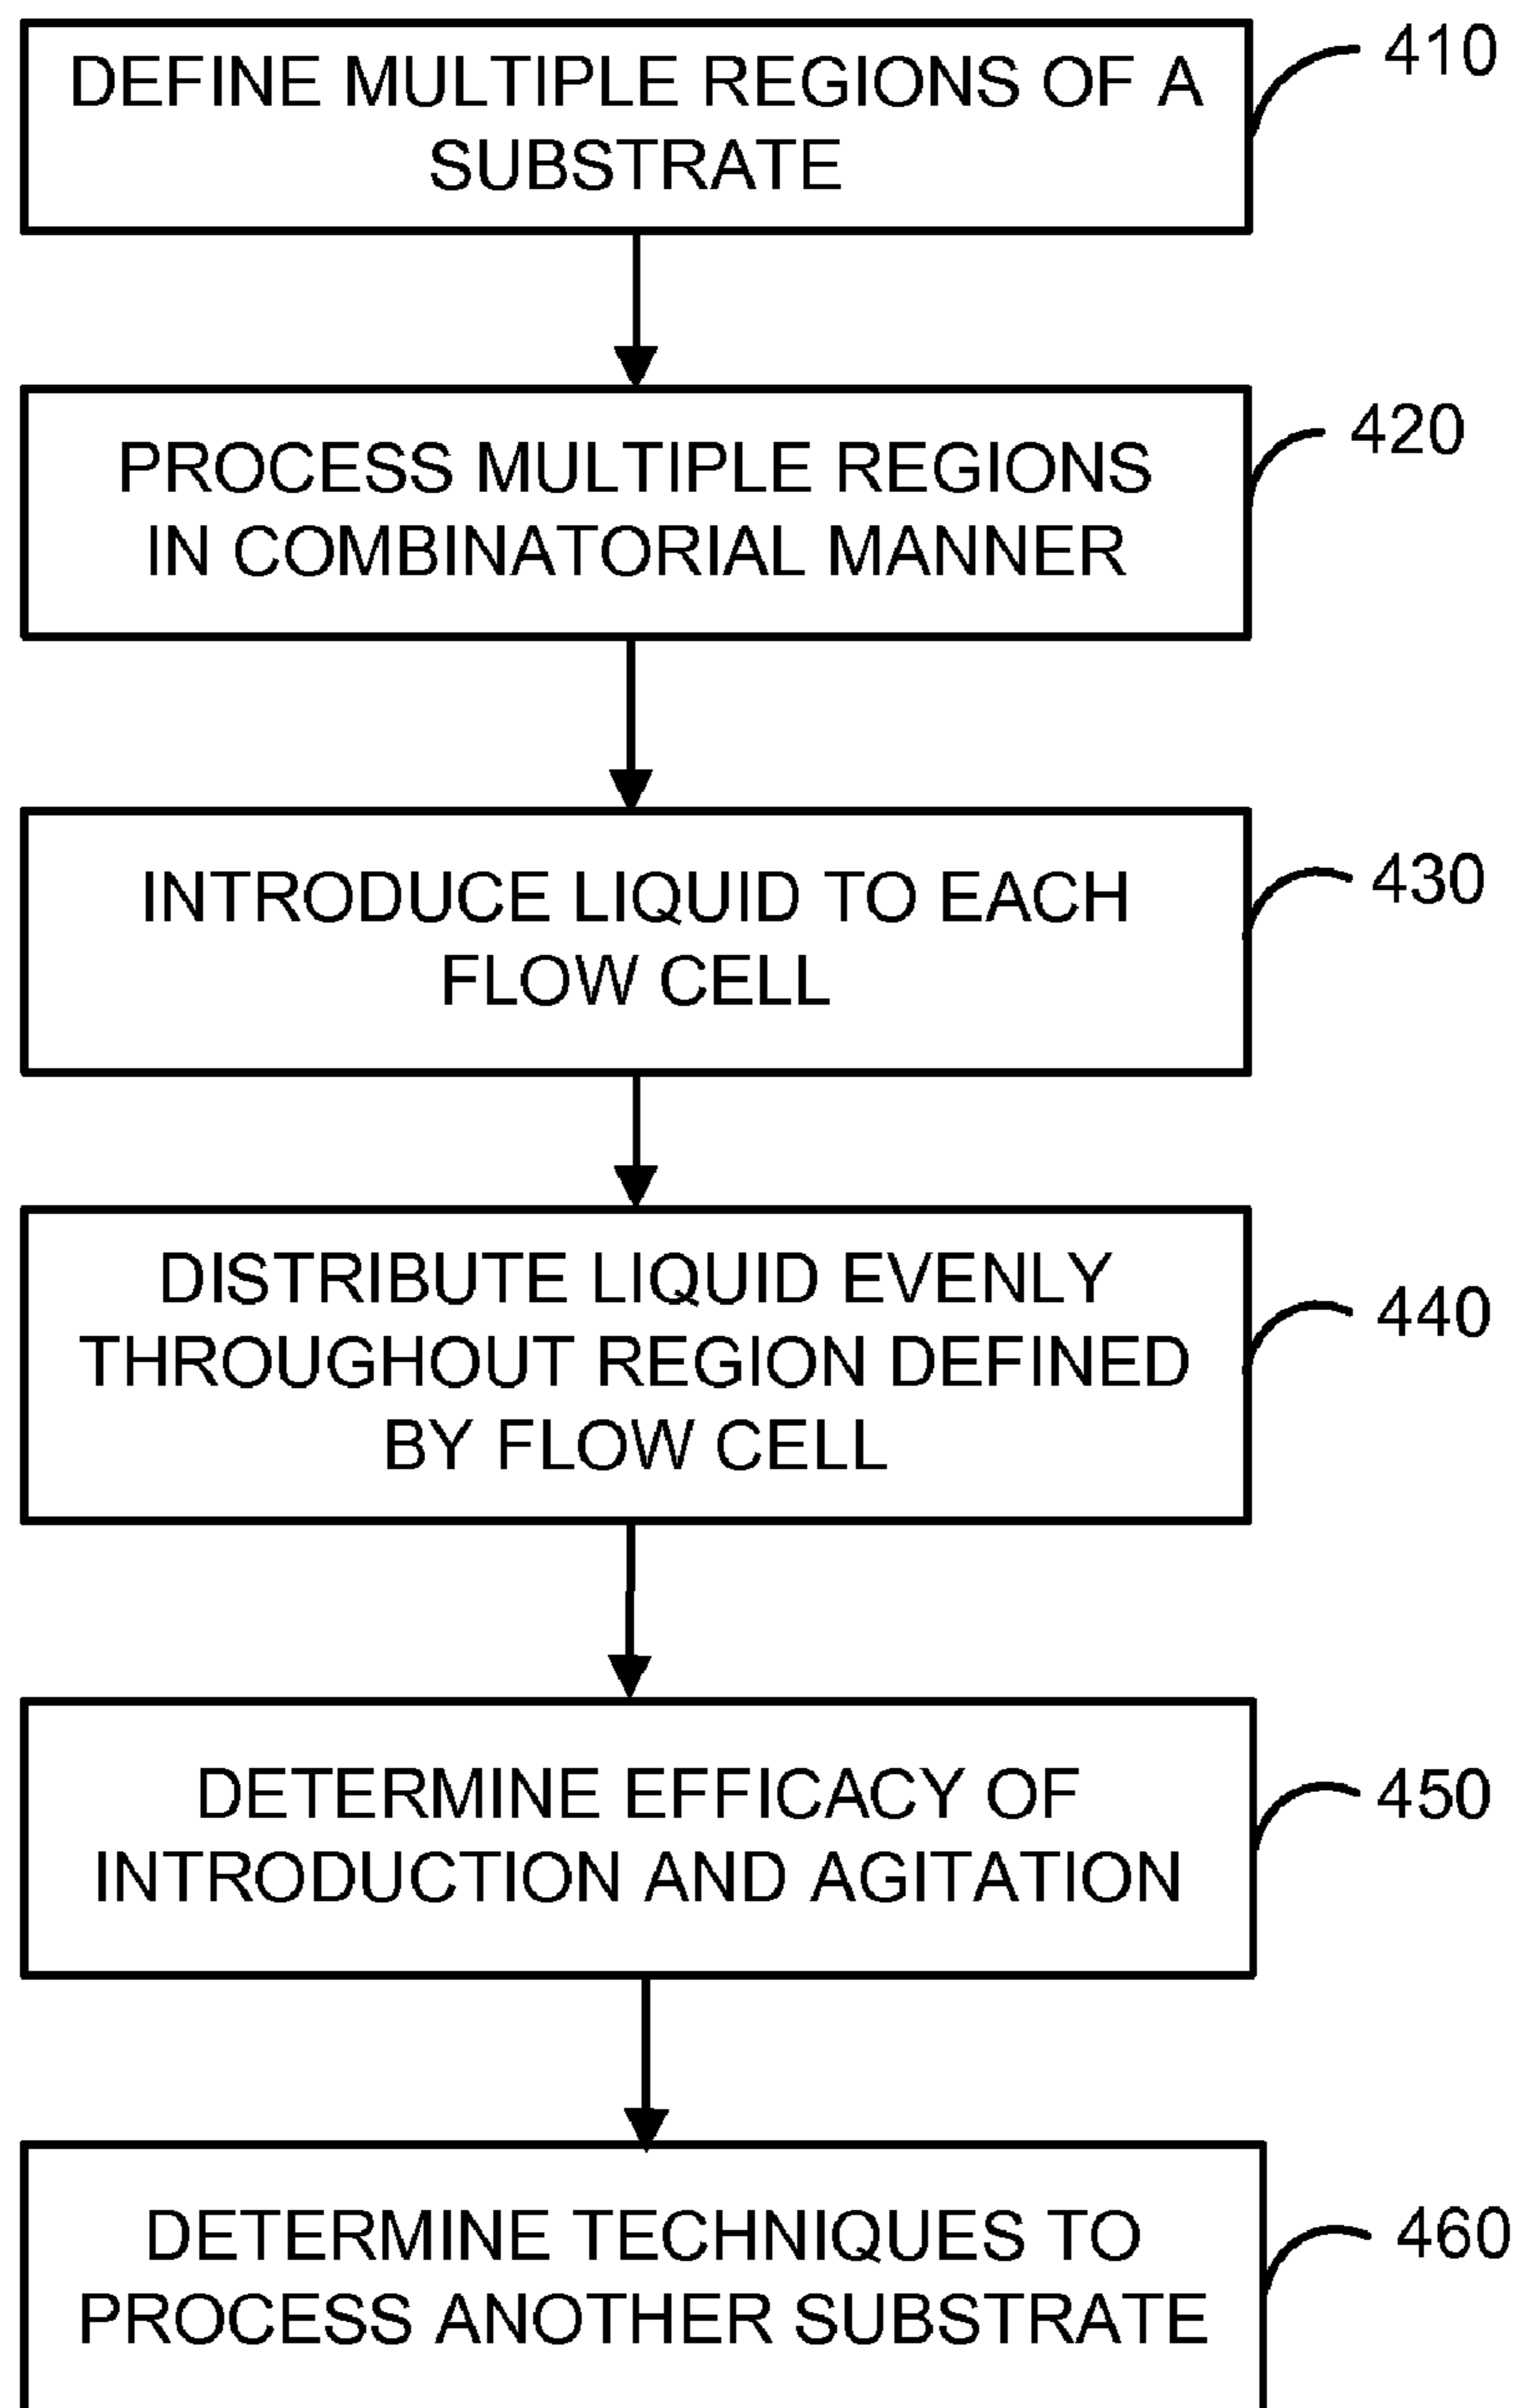 DEFINE MULTIPLE REGIONS OF A
SUBSTRATE
410
PROCESS MULTIPLE REGIONS
IN COMBINATORIAL MANNER
420
INTRODUCE LIQUID TO EACH
FLOW CELL
430
DISTRIBUTE LIQUID EVENLY
THROUGHOUT REGION DEFINED
BY FLOW CELL
440
DETERMINE EFFICACY OF
INTRODUCTION AND AGITATION
450
DETERMINE TECHNIQUES TO
PROCESS ANOTHER SUBSTRATE
460